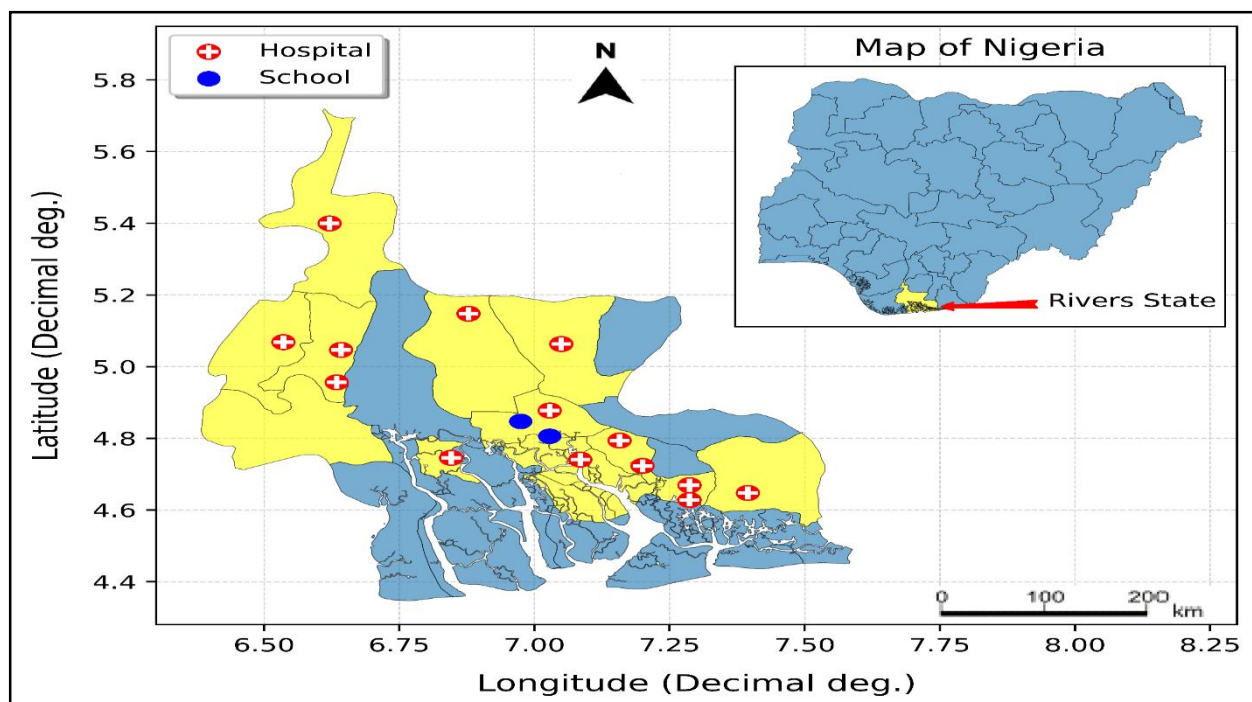 Hospital
School
N
Map of Nigeria
Rivers State
5.8
5.6
5.4
5.2
5.0
4.8
4.6
4.4
Latitude (Decimal deg.)
0 100 200
km
6.50 6.75 7.00 7.25 7.50 7.75 8.00 8.25
Longitude (Decimal deg.)